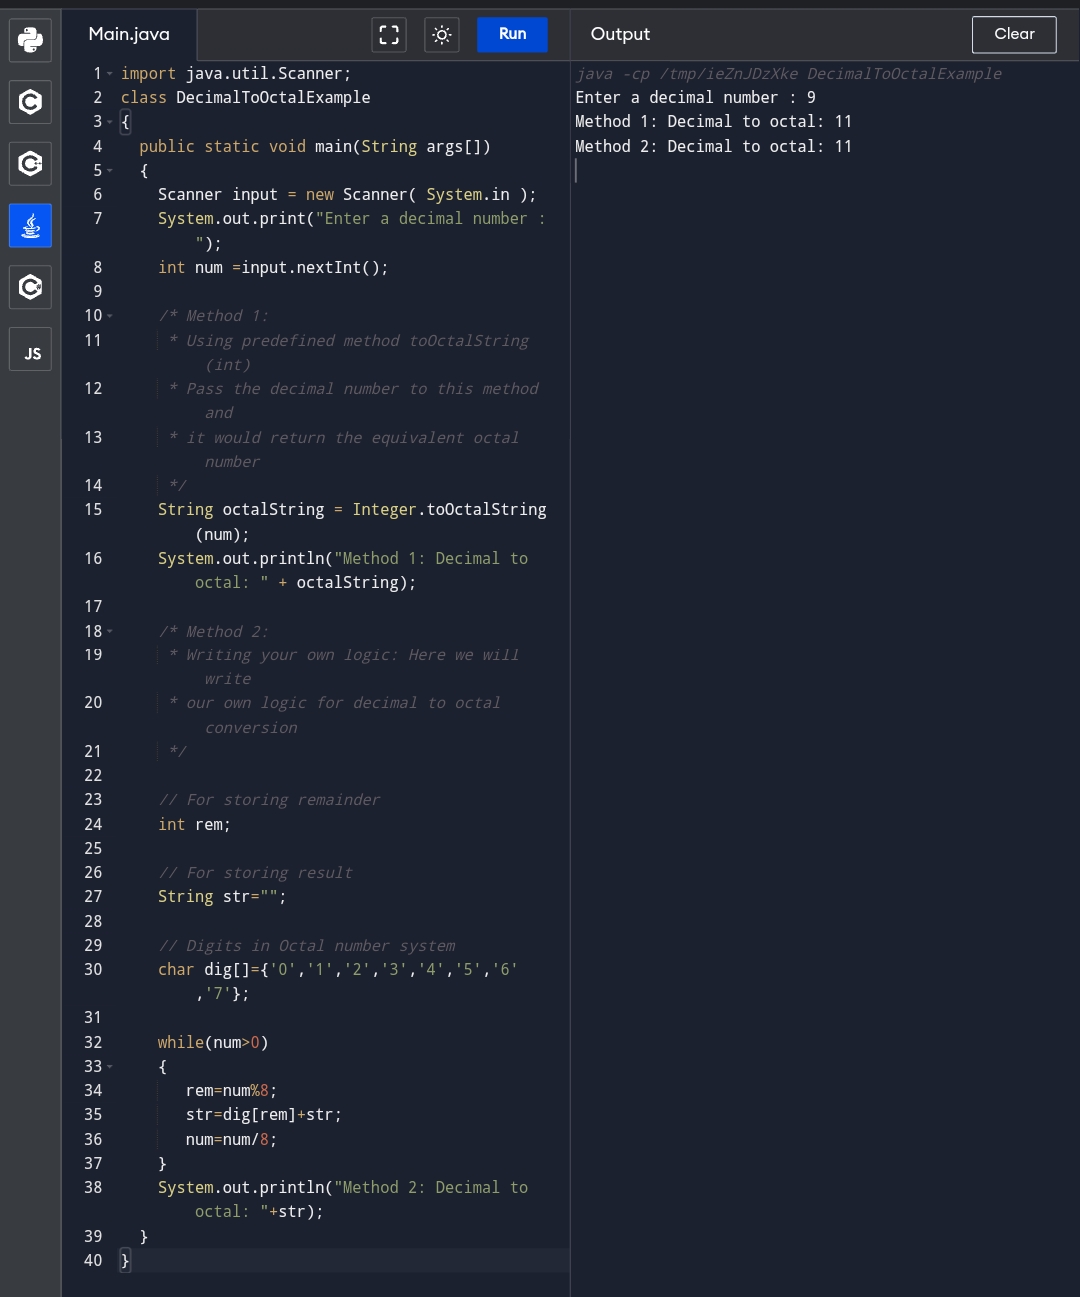 Main.java
Run
Output
Clear
JS
1 import java.util.Scanner;
2 class DecimalToOctalExample
3 {
4 public static void main(String args[])
5 {
6 Scanner input = new Scanner( System.in );
7 System.out.print("Enter a decimal number :
");
8 int num =input.nextInt();
9
10 /* Method 1:
11 * Using predefined method toOctalString
(int)
12 * Pass the decimal number to this method
and
13 * it would return the equivalent octal
number
14 */
15 String octalString = Integer.toOctalString
(num);
16 System.out.println("Method 1: Decimal to
octal: " + octalString);
17
18 /* Method 2:
19 * Writing your own logic: Here we will
write
20 * our own logic for decimal to octal
conversion
21 */
22
23 // For storing remainder
24 int rem;
25
26 // For storing result
27 String str="";
28
29 // Digits in Octal number system
30 char dig[]={'0','1','2','3','4','5','6'
,'7'};
31
32 while(num>0)
33 {
34 rem=num%8;
35 str=dig[rem]+str;
36 num=num/8;
37 }
38 System.out.println("Method 2: Decimal to
octal: "+str);
39 }
40 }
java -cp /tmp/ieZnJDzXke DecimalToOctalExample
Enter a decimal number : 9
Method 1: Decimal to octal: 11
Method 2: Decimal to octal: 11